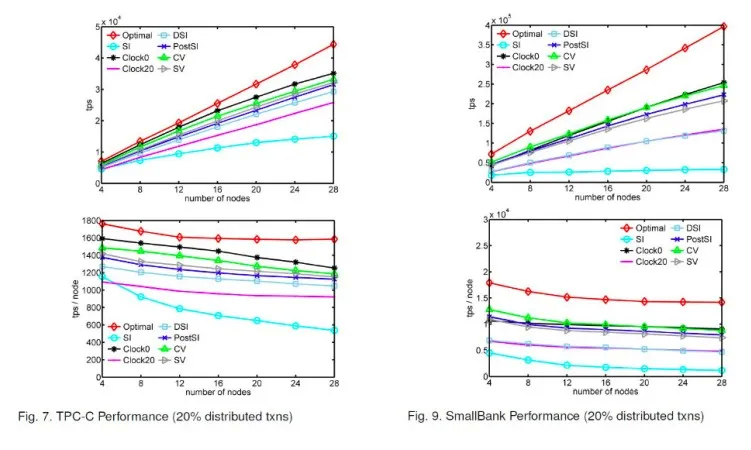 5 x 10^4
Optimal DSI
SI PostSI
Clock0 CV
Clock20 SV
tps
5
4
3
2
1
0
4 8 12 16 20 24 28
number of nodes
1800
1600
1400
1200
1000
800
600
400
200
0
tps / node
Optimal DSI
SI PostSI
Clock0 CV
Clock20 SV
4 8 12 16 20 24 28
number of nodes
Fig. 7. TPC-C Performance (20% distributed txns)
x 10^5
4
3.5
3
2.5
2
1.5
1
0.5
0
tps
Optimal DSI
SI PostSI
Clock0 CV
Clock20 SV
4 8 12 16 20 24 28
number of nodes
x 10^4
3
2.5
2
1.5
1
0.5
0
tps / node
Optimal DSI
SI PostSI
Clock0 CV
Clock20 SV
4 8 12 16 20 24 28
number of nodes
Fig. 9. SmallBank Performance (20% distributed txns)